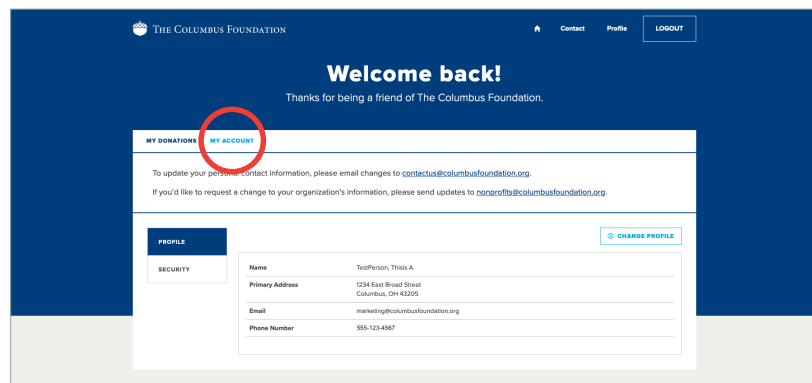 THE COLUMBUS FOUNDATION
Contact Profile LOGOUT
Welcome back!
Thanks for being a friend of The Columbus Foundation.
MY DONATIONS MY ACCOUNT
To update your personal contact information, please email changes to contactus@columbusfoundation.org.
If you'd like to request a change to your organization's information, please send updates to nonprofits@columbusfoundation.org.
CHANGE PROFILE
PROFILE
SECURITY
Name TestPerson, Thisis A
Primary Address 1234 East Broad Street
Columbus, OH 43205
Email marketing@columbusfoundation.org
Phone Number 555-123-4567